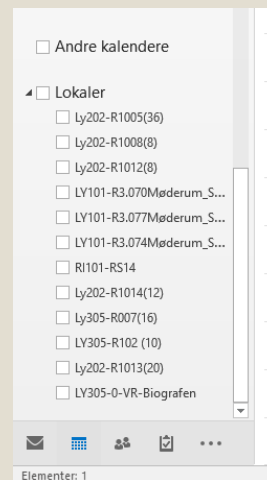 Andre kalendere
Lokaler
Ly202-R1005(36)
Ly202-R1008(8)
Ly202-R1012(8)
LY101-R3.070Møderum_S...
LY101-R3.077Møderum_S...
LY101-R3.074Møderum_S...
RI101-RS14
Ly202-R1014(12)
Ly305-R007(16)
LY305-R102 (10)
Ly202-R1013(20)
LY305-0-VR-Biografen
Elementer: 1